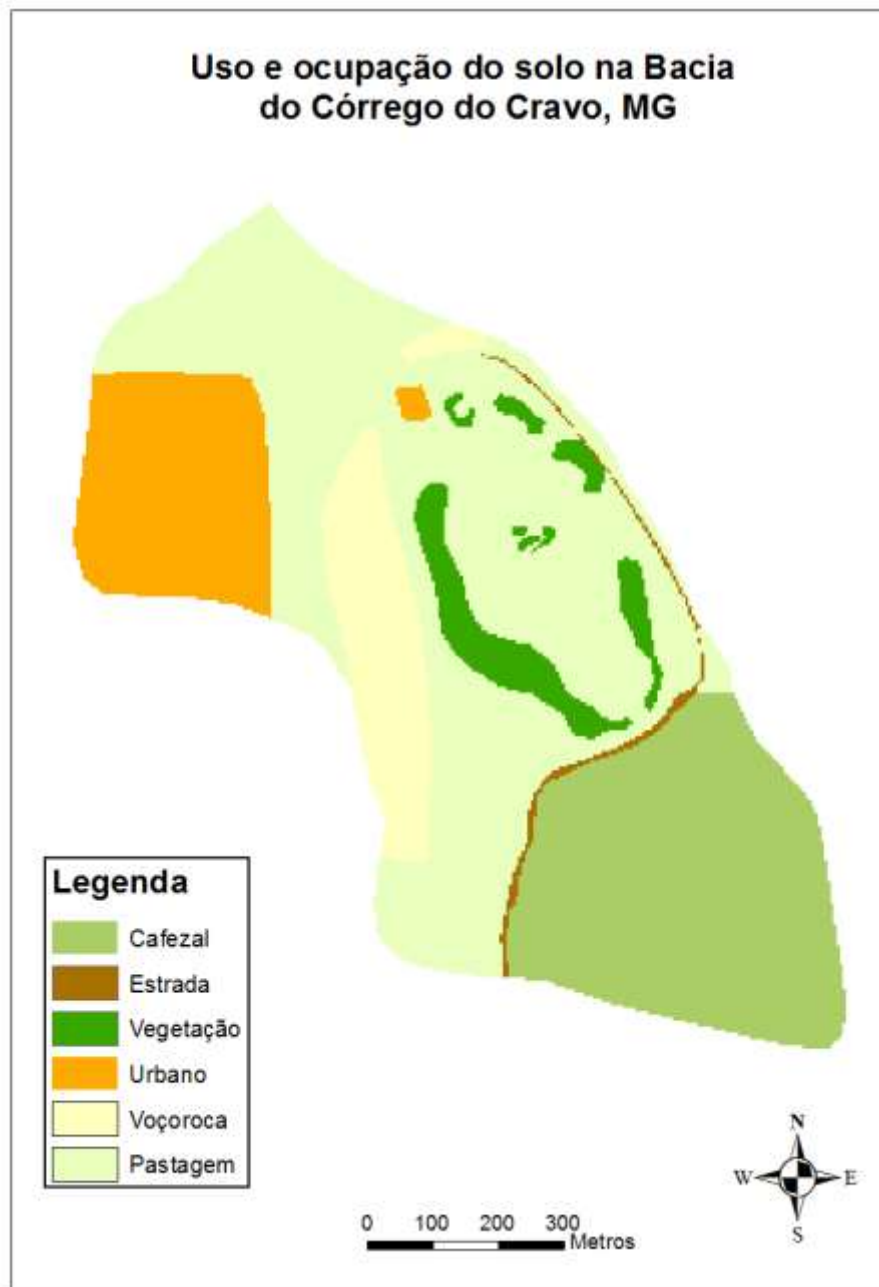 Uso e ocupação do solo na Bacia
do Córrego do Cravo, MG
Legenda
Cafezal
Estrada
Vegetação
Urbano
Voçoroca
Pastagem
N
W E
S
0 100 200 300
Metros